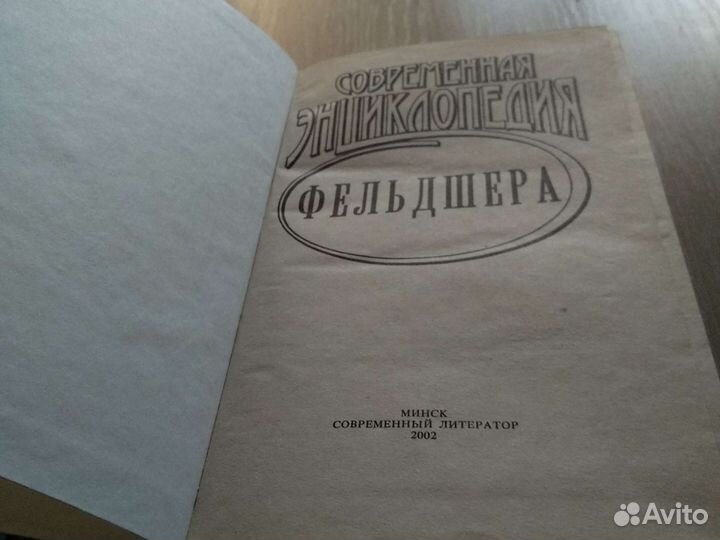 СОВРЕМЕННАЯ
ЭНЦИКЛОПЕДИЯ
ФЕЛЬДШЕРА
МИНСК
СОВРЕМЕННЫЙ ЛИТЕРАТОР
2002
Avito